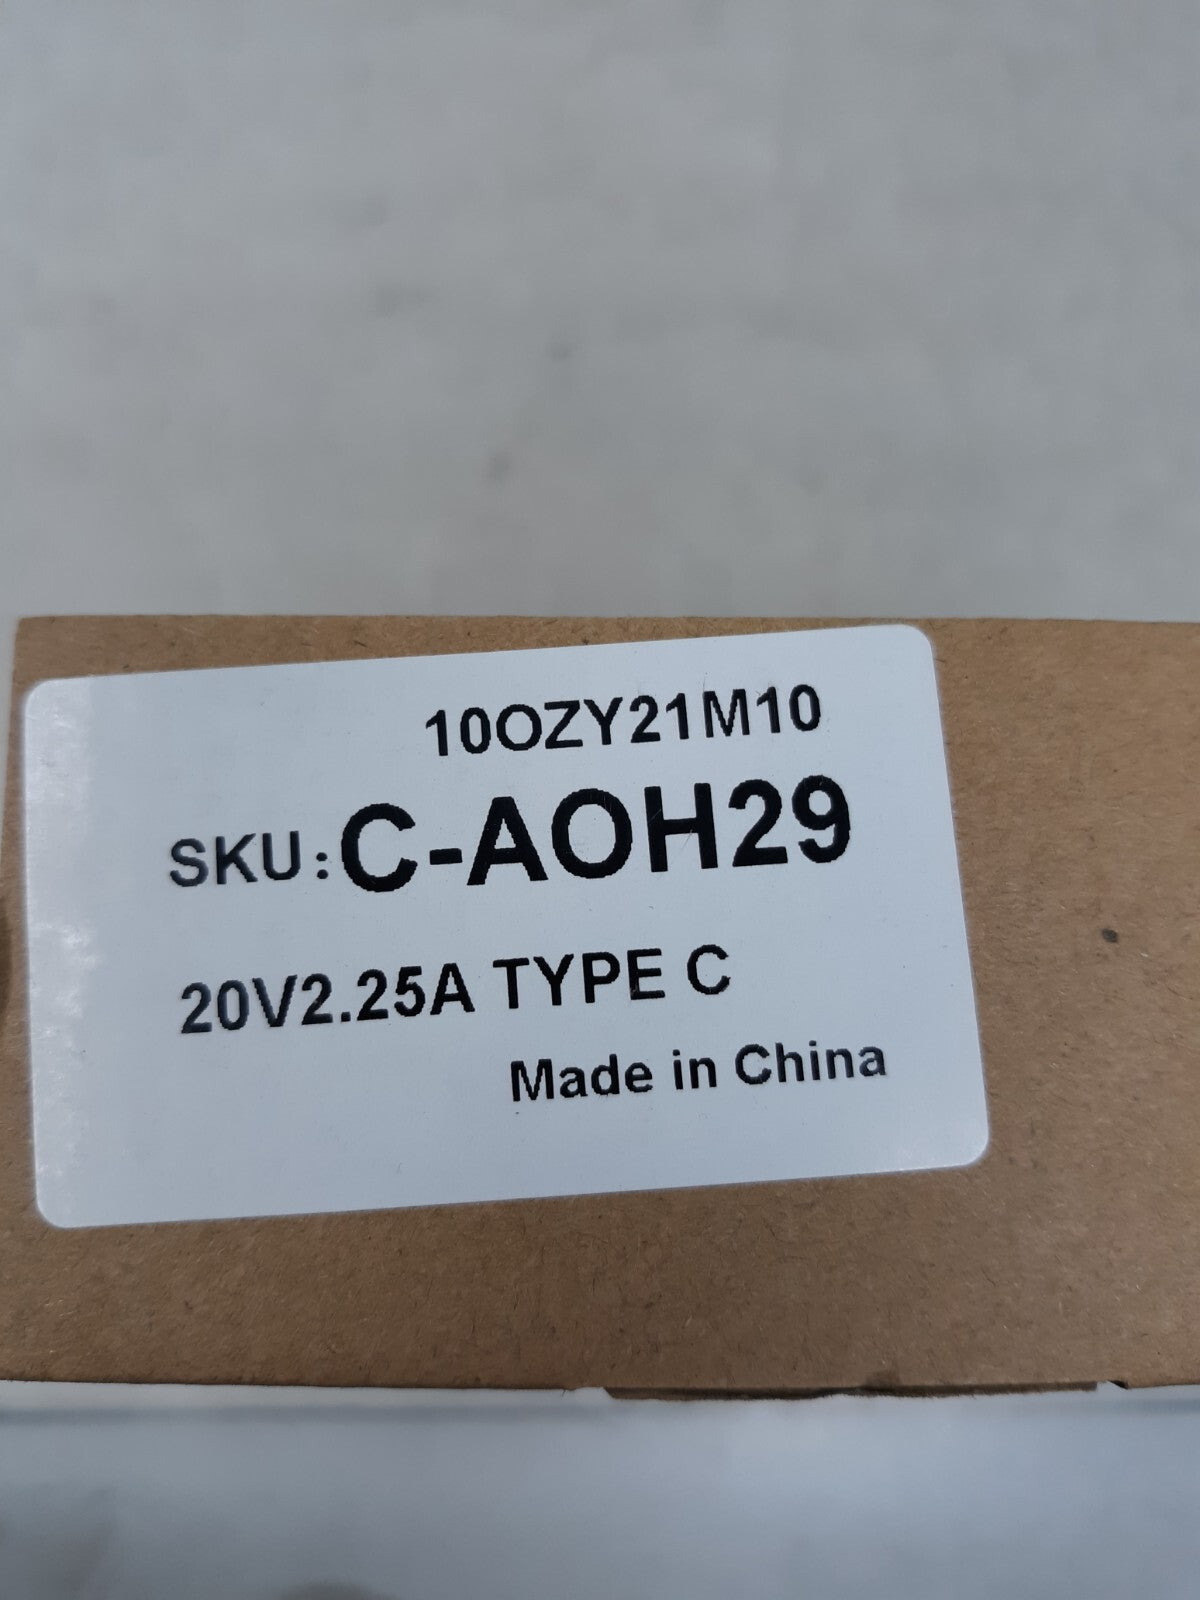 10OZY21M10
SKU:C-AOH29
20V2.25A TYPE C
Made in China